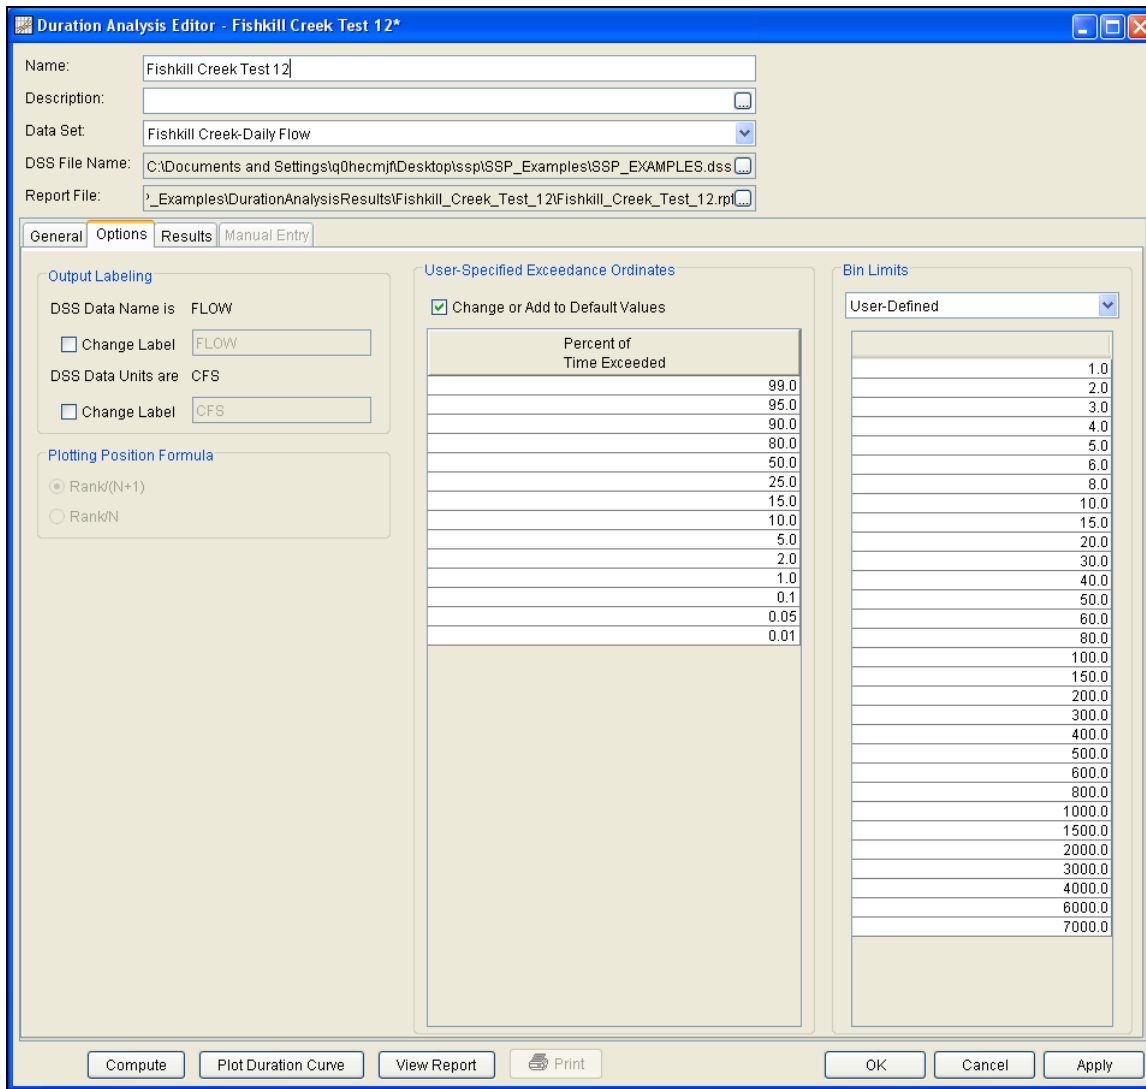 Duration Analysis Editor - Fishkill Creek Test 12*
Name: Fishkill Creek Test 12
Description: ...
Data Set: Fishkill Creek-Daily Flow
DSS File Name: C:\Documents and Settings\q0hecmjf\Desktop\ssp\SSP_Examples\SSP_EXAMPLES.dss ...
Report File: _Examples\DurationAnalysisResults\Fishkill_Creek_Test_12\Fishkill_Creek_Test_12.rpt ...
General Options Results Manual Entry
Output Labeling
DSS Data Name is FLOW
Change Label FLOW
DSS Data Units are CFS
Change Label CFS
Plotting Position Formula
Rank/(N+1)
Rank/N
User-Specified Exceedance Ordinates
Change or Add to Default Values
Percent of
Time Exceeded
99.0
95.0
90.0
80.0
50.0
25.0
15.0
10.0
5.0
2.0
1.0
0.1
0.05
0.01
Bin Limits
User-Defined
1.0
2.0
3.0
4.0
5.0
6.0
8.0
10.0
15.0
20.0
30.0
40.0
50.0
60.0
80.0
100.0
150.0
200.0
300.0
400.0
500.0
600.0
800.0
1000.0
1500.0
2000.0
3000.0
4000.0
6000.0
7000.0
Compute Plot Duration Curve View Report Print OK Cancel Apply